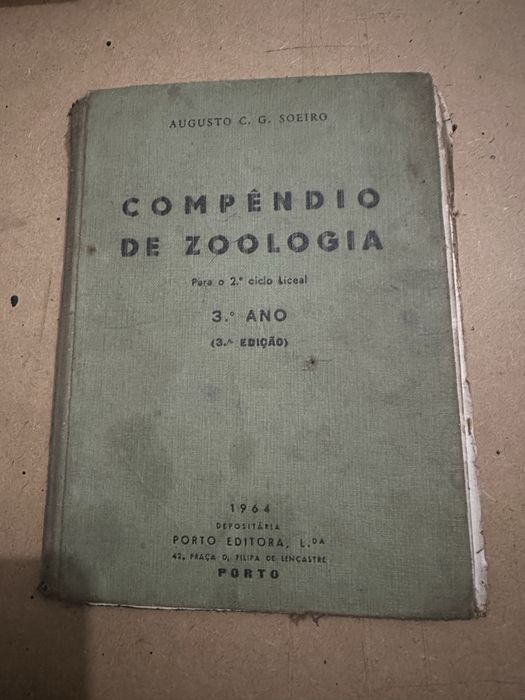 AUGUSTO C. G. SOEIRO
COMPÊNDIO
DE ZOOLOGIA
Para o 2.º ciclo liceal
3.º ANO
(3.ª EDIÇÃO)
1964
DEPOSITÁRIA
PORTO EDITORA, L.DA
42, PRAÇA D. FILIPA DE LENCASTRE
PORTO